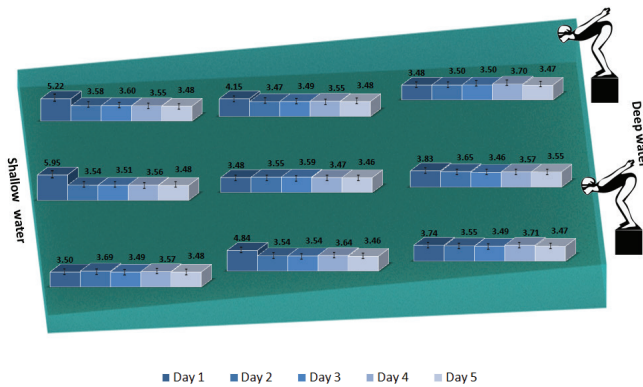 5.22 3.58 3.60 3.55 3.48
4.15 3.47 3.49 3.55 3.48
3.48 3.50 3.50 3.70 3.47
5.95 3.54 3.51 3.56 3.48
3.48 3.55 3.59 3.47 3.46
3.83 3.65 3.46 3.57 3.55
3.50 3.69 3.49 3.57 3.48
4.84 3.54 3.54 3.64 3.46
3.74 3.55 3.49 3.71 3.47
Shallow water
Deep water
Day 1 Day 2 Day 3 Day 4 Day 5